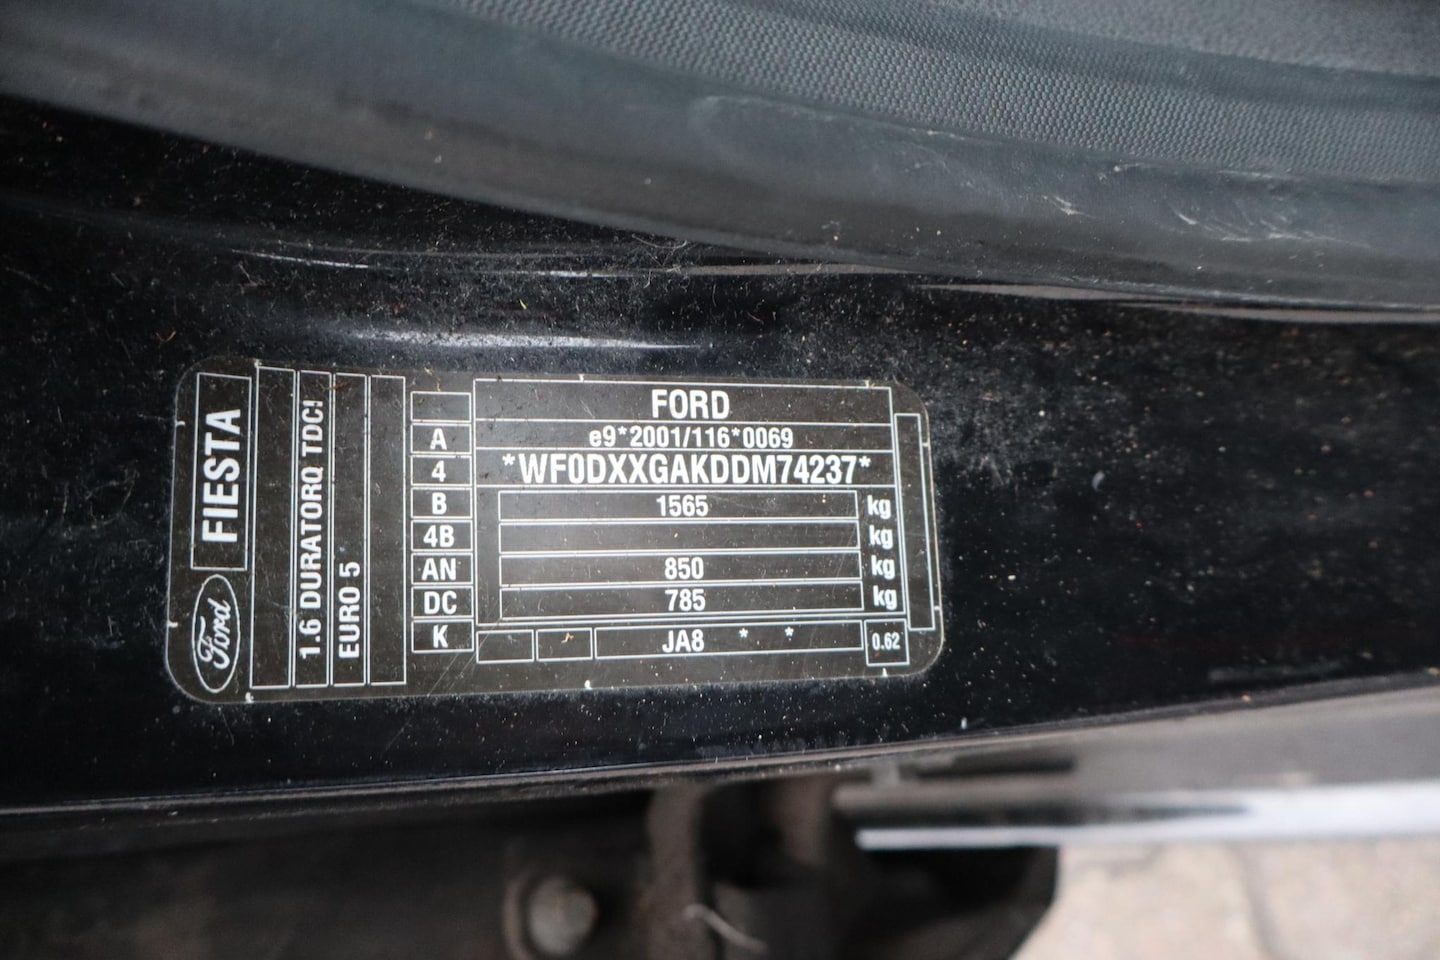 FIESTA
Ford
1.6 DURATORQ TDCI
EURO 5
FORD
A e9*2001/116*0069
4 *WF0DXXGAKDDM74237*
B 1565 kg
4B kg
AN 850 kg
DC 785 kg
K JA8 * * 0.62